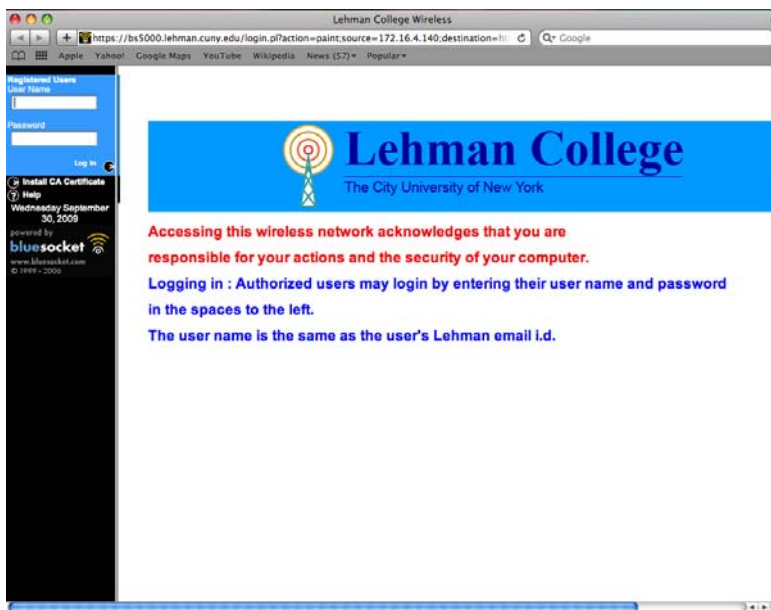 Lehman College Wireless
https://bs5000.lehman.cuny.edu/login.pl?action=paint;source=172.16.4.140;destination=ht
Google
Apple Yahoo! Google Maps YouTube Wikipedia News (57) Popular
Registered Users
User Name
Password
Log In
Install CA Certificate
? Help
Wednesday September
30, 2009
powered by
bluesocket
www.bluesocket.com
© 1999 - 2006
Lehman College
The City University of New York
Accessing this wireless network acknowledges that you are
responsible for your actions and the security of your computer.
Logging in : Authorized users may login by entering their user name and password
in the spaces to the left.
The user name is the same as the user's Lehman email i.d.